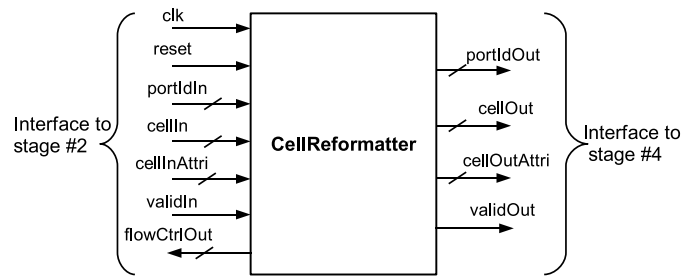 clk
reset
portIdIn
cellIn
cellInAttri
validIn
flowCtrlOut
Interface to
stage #2
CellReformatter
portIdOut
cellOut
cellOutAttri
validOut
Interface to
stage #4